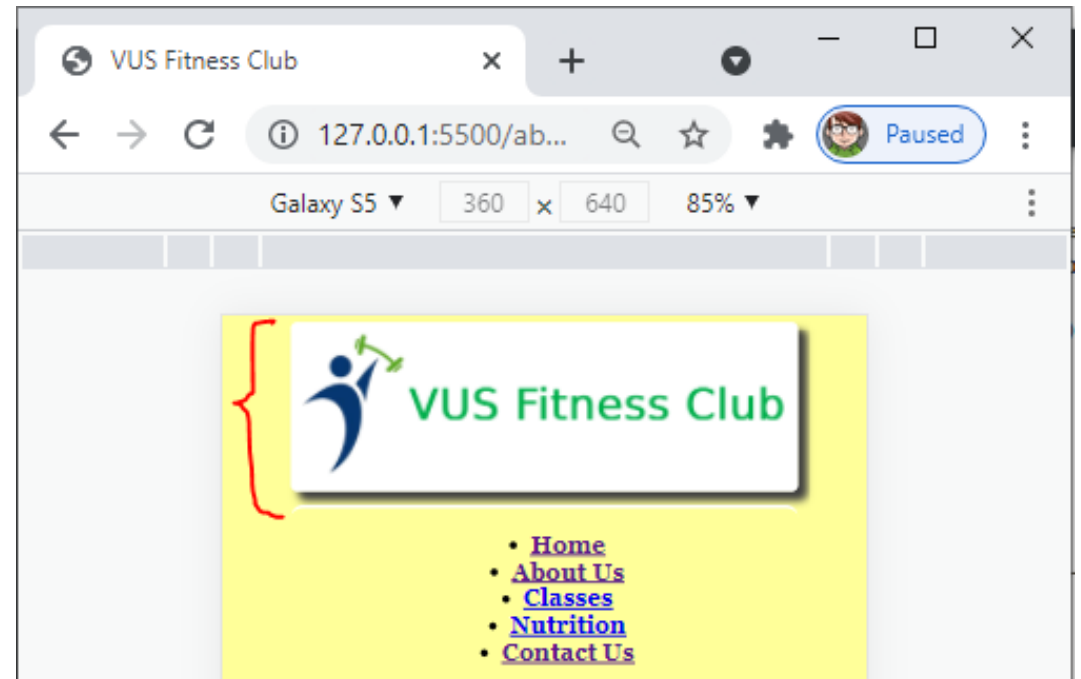 VUS Fitness Club
127.0.0.1:5500/ab...
Paused
Galaxy S5 ▼ 360 × 640 85% ▼
VUS Fitness Club
• Home
• About Us
• Classes
• Nutrition
• Contact Us